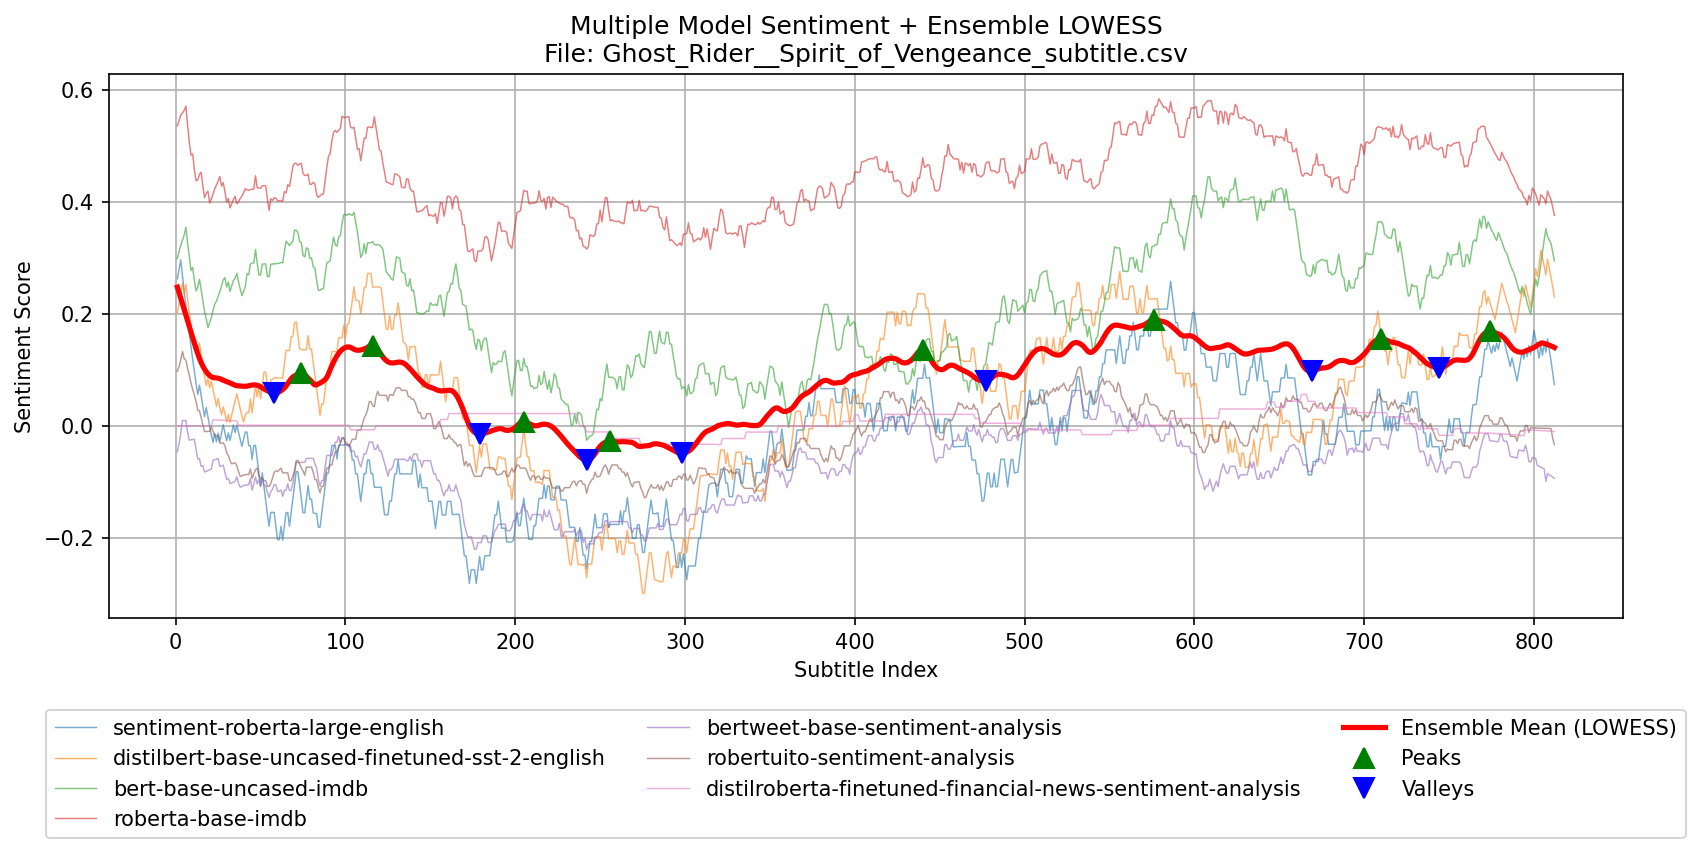 Multiple Model Sentiment + Ensemble LOWESS
File: Ghost_Rider__Spirit_of_Vengeance_subtitle.csv
Sentiment Score
0.6
0.4
0.2
0.0
−0.2
0 100 200 300 400 500 600 700 800
Subtitle Index
sentiment-roberta-large-english
distilbert-base-uncased-finetuned-sst-2-english
bert-base-uncased-imdb
roberta-base-imdb
bertweet-base-sentiment-analysis
robertuito-sentiment-analysis
distilroberta-finetuned-financial-news-sentiment-analysis
Ensemble Mean (LOWESS)
Peaks
Valleys